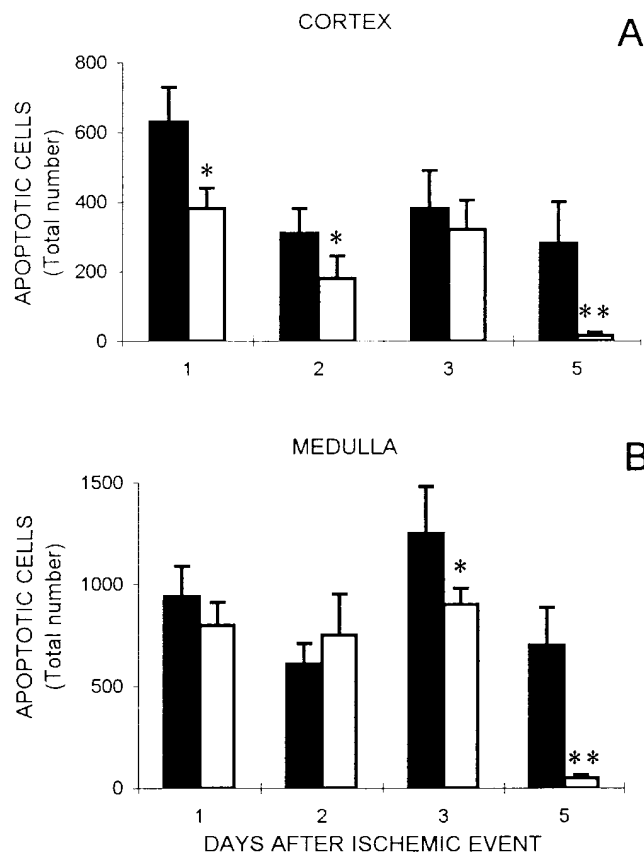 CORTEX
A
APOPTOTIC CELLS
(Total number)
800
600
400
200
0
*
*
**
1 2 3 5
MEDULLA
B
APOPTOTIC CELLS
(Total number)
1500
1000
500
0
*
**
1 2 3 5
DAYS AFTER ISCHEMIC EVENT